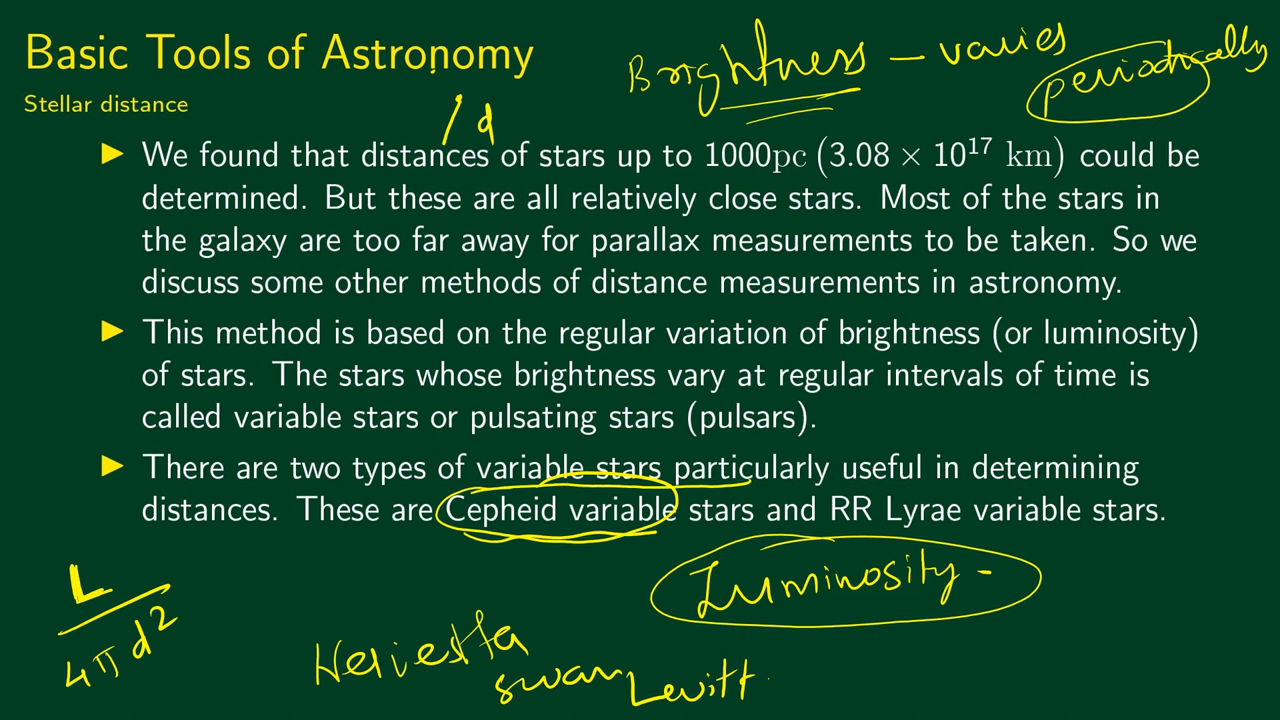 Basic Tools of Astronomy
Brightness – varies
periodically
Stellar distance
/ d
▶ We found that distances of stars up to 1000pc (3.08 × 10¹⁷ km) could be
determined. But these are all relatively close stars. Most of the stars in
the galaxy are too far away for parallax measurements to be taken. So we
discuss some other methods of distance measurements in astronomy.
▶ This method is based on the regular variation of brightness (or luminosity)
of stars. The stars whose brightness vary at regular intervals of time is
called variable stars or pulsating stars (pulsars).
▶ There are two types of variable stars particularly useful in determining
distances. These are Cepheid variable stars and RR Lyrae variable stars.
Luminosity -
L
4πd²
Henrietta
swan
Levitt